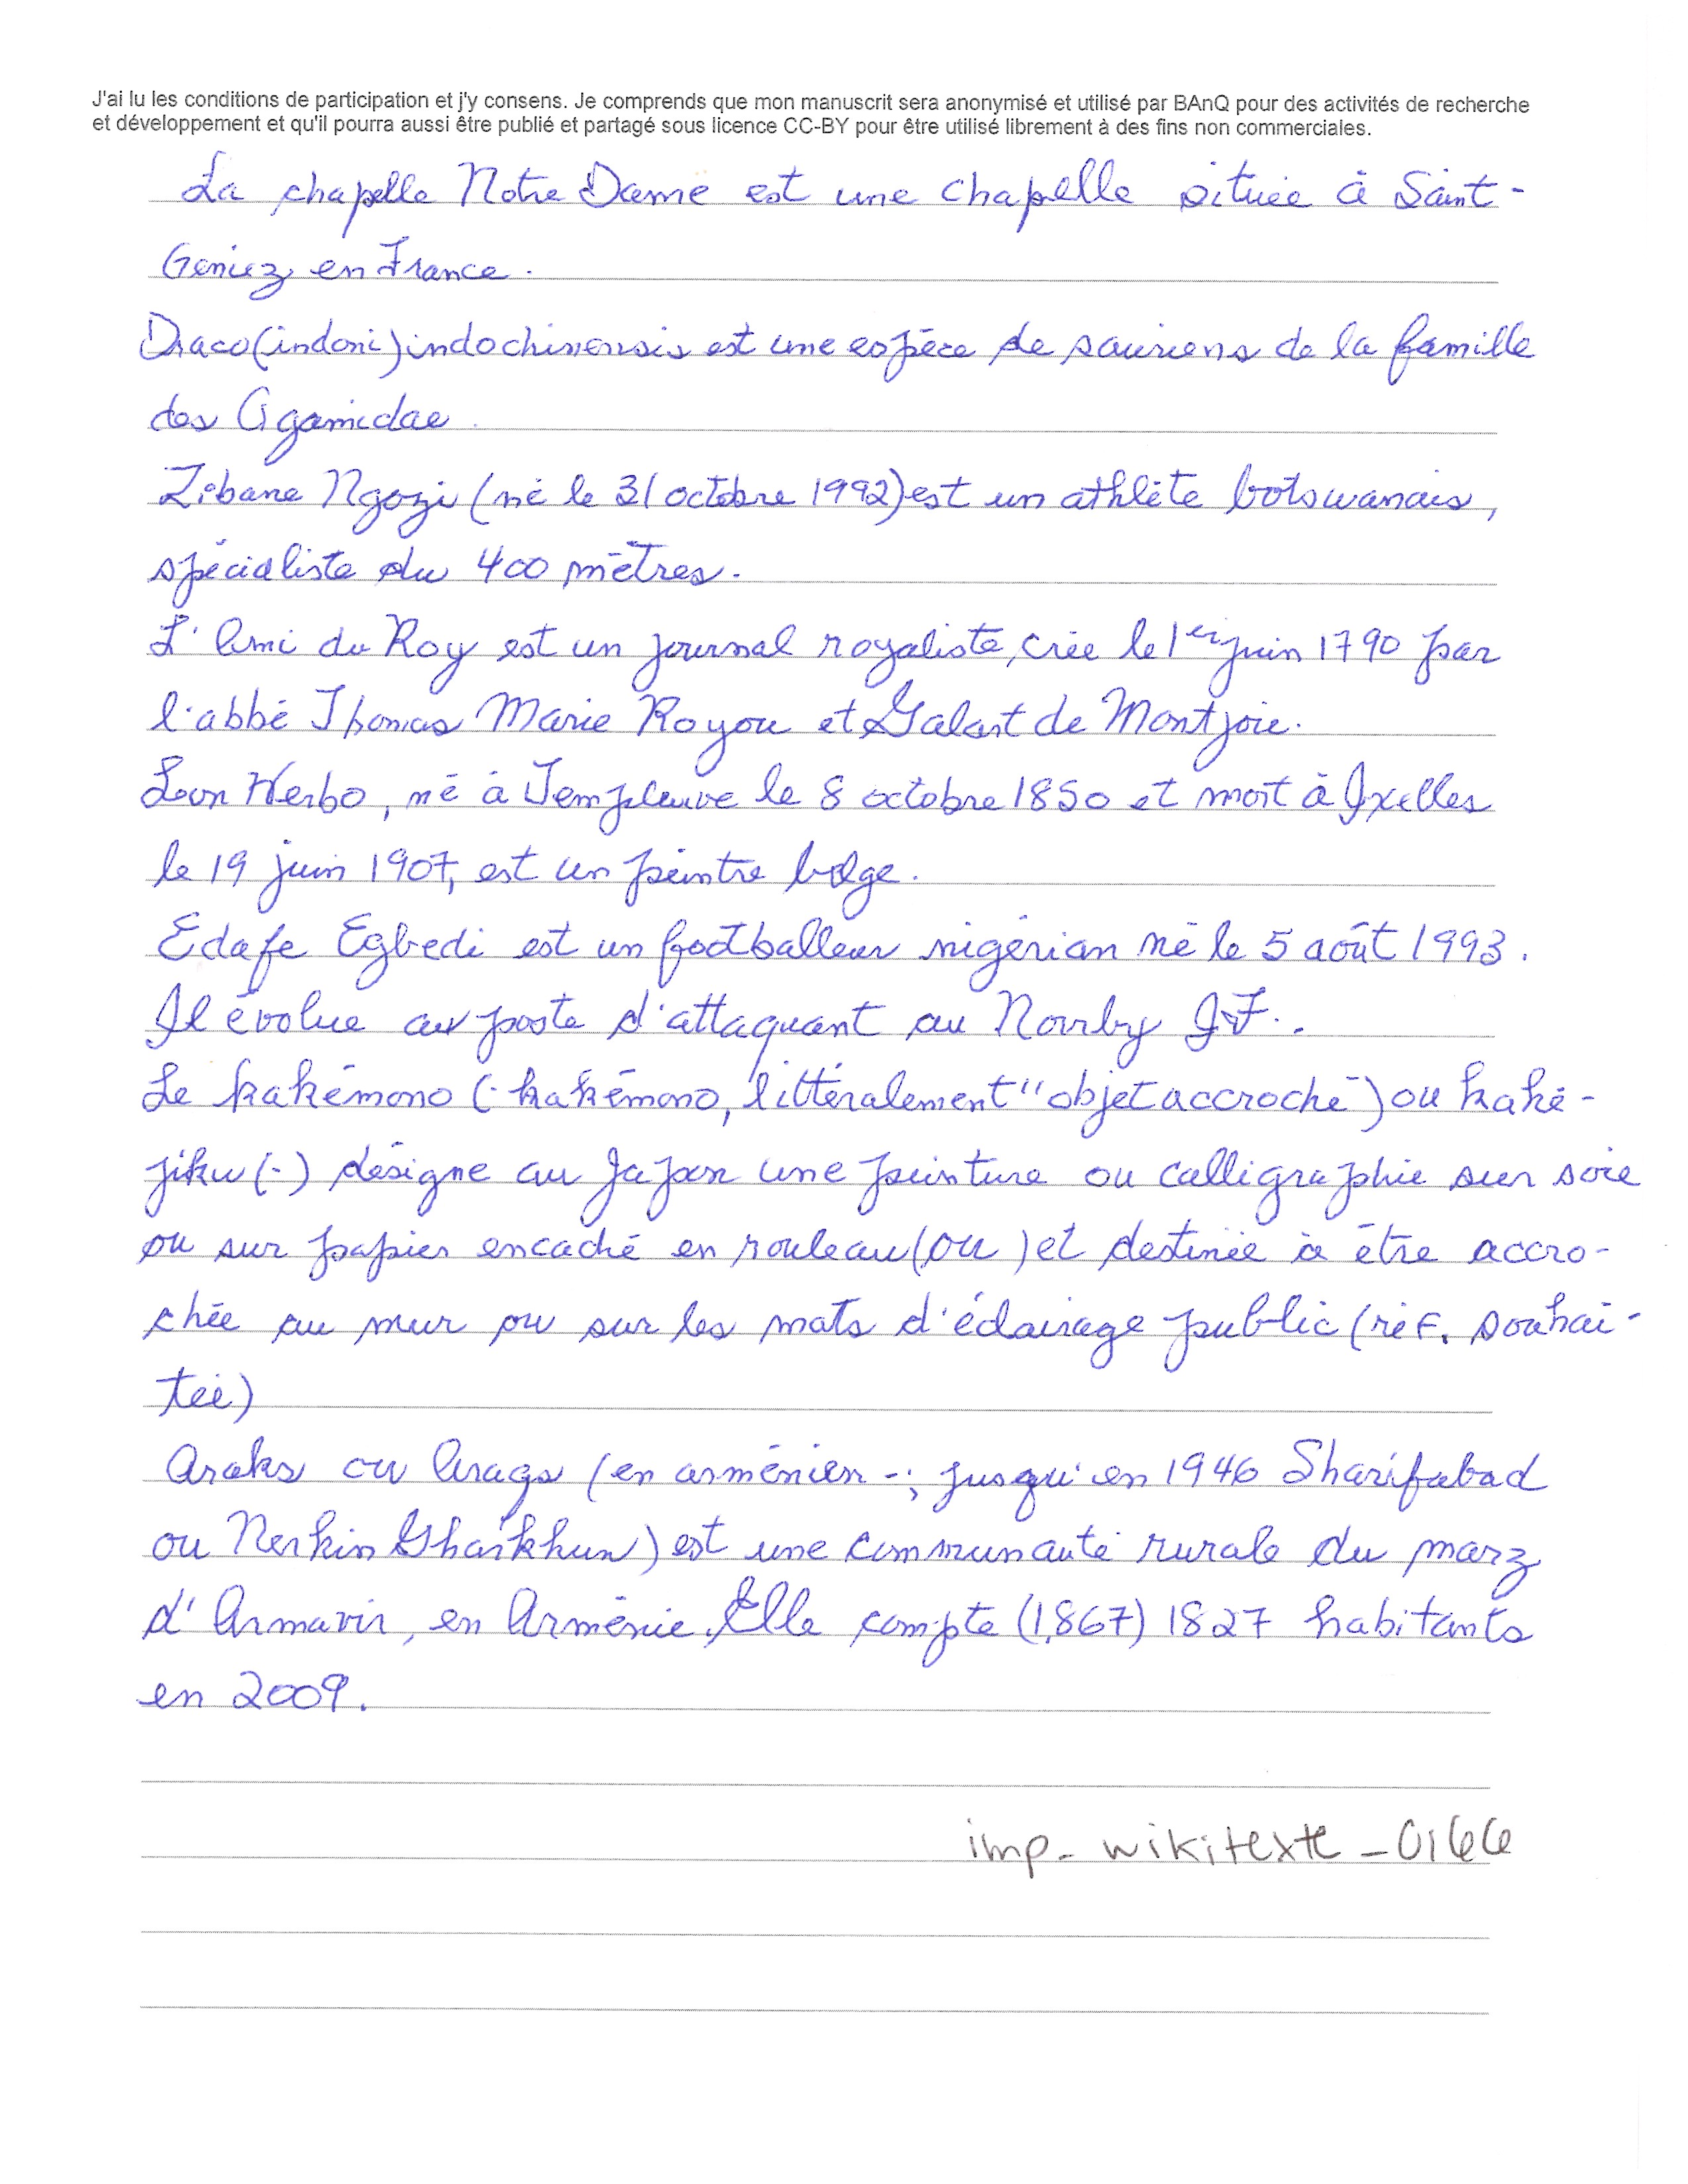 J'ai lu les conditions de participation et j'y consens. Je comprends que mon manuscrit sera anonymisé et utilisé par BAnQ pour des activités de recherche
et développement et qu'il pourra aussi être publié et partagé sous licence CC-BY pour être utilisé librement à des fins non commerciales.
La chapelle Notre Dame est une chapelle située à Saint-
Geniez en France.
Draco (indoni) indochinensis est une espèce de sauriens de la famille
des Agamidae.
Zibane Ngozi (né le 31 octobre 1992) est un athlète botswanais,
spécialiste du 400 mètres.
L'Ami du Roy est un journal royaliste, crée le 1er juin 1790 par
l'abbé Thomas Marie Royou et Galart de Montjoie.
Léon Herbo, né à Templeuve le 8 octobre 1850 et mort à Ixelles
le 19 juin 1907, est un peintre belge.
Edafe Egbedi est un footballeur nigérian né le 5 août 1993.
Il évolue au poste d'attaquant au Norrby I.F..
Le kakémono (-kakémono, littéralement "objet accroché") ou kaké-
jiku (-) désigne au Japon une peinture ou calligraphie sur soie
ou sur papier encadré en rouleau (ou ) et destinée à être accro-
chée au mur ou sur les mats d'éclairage public (réf. souhai-
tée)
Araks ou Arags (en arménien -; jusqu'en 1946 Sharifabad
ou Nerkin Gharkhun) est une communauté rurale du marz
d'Armavir, en Arménie. Elle compte (1,867) 1827 habitants
en 2009.
imp_wikitexte_0166